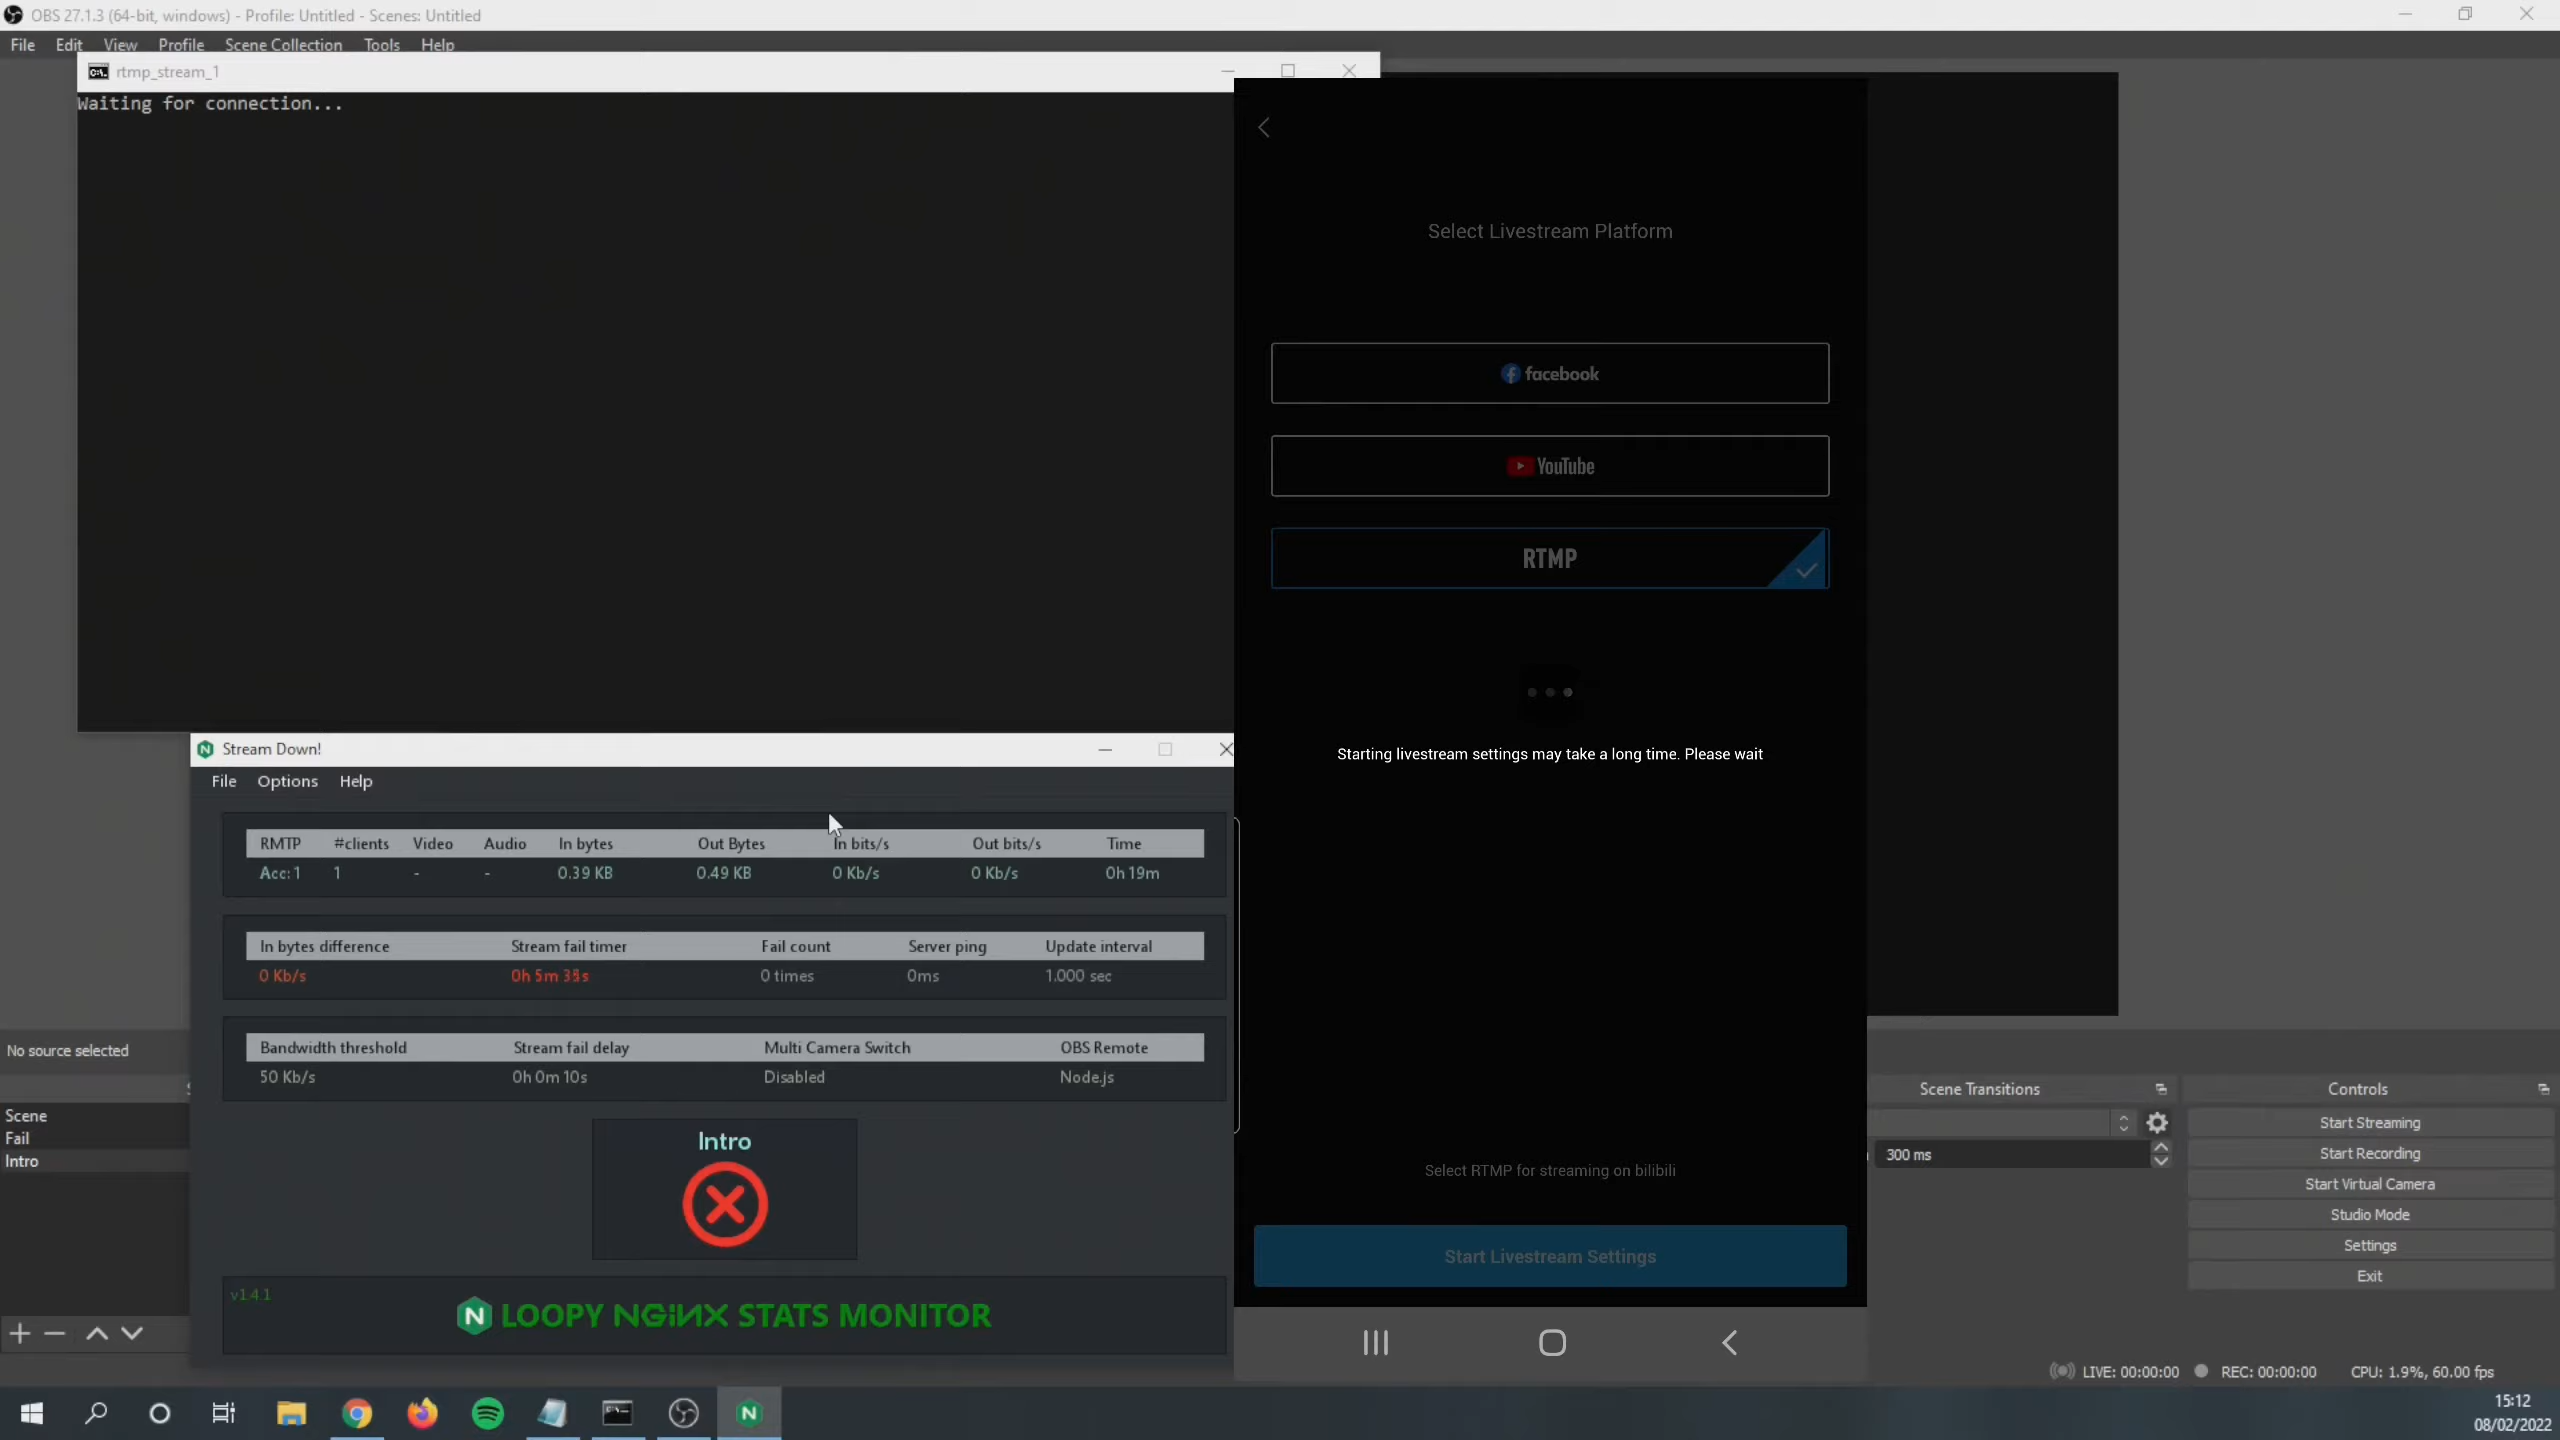 OBS 27.1.3 (64-bit, windows) - Profile: Untitled - Scenes: Untitled
File Edit View Profile Scene Collection Tools Help
rtmp_stream_1
Waiting for connection...
Select Livestream Platform
facebook
YouTube
RTMP
Starting livestream settings may take a long time. Please wait
Select RTMP for streaming on bilibili
Start Livestream Settings
Stream Down!
File Options Help
RMTP #clients Video Audio In bytes Out Bytes In bits/s Out bits/s Time
Acc: 1 1 - - 0.39 KB 0.49 KB 0 Kb/s 0 Kb/s 0h 19m
In bytes difference Stream fail timer Fail count Server ping Update interval
0 Kb/s 0h 5m 0 times 0ms 1.000 sec
Bandwidth threshold Stream fail delay Multi Camera Switch OBS Remote
50 Kb/s 0h 0m 10s Disabled Node.js
Intro
v1.4.1
N LOOPY NGiNX STATS MONITOR
No source selected
Scene
Fail
Intro
Scene Transitions
300 ms
Controls
Start Streaming
Start Recording
Start Virtual Camera
Studio Mode
Settings
Exit
LIVE: 00:00:00 REC: 00:00:00 CPU: 1.9%, 60.00 fps
15:12
08/02/2022